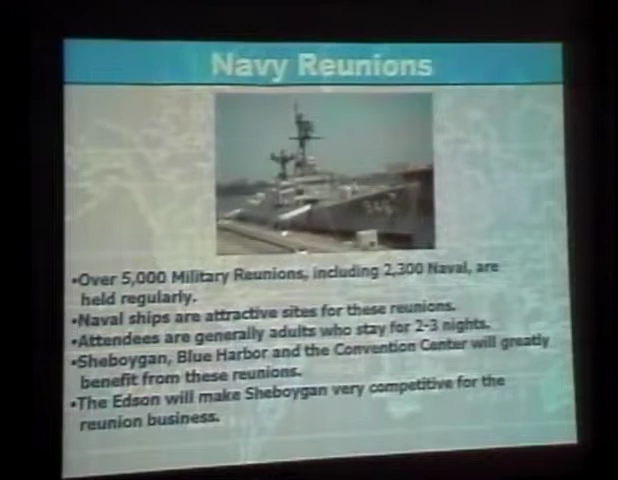 Navy Reunions
946
•Over 5,000 Military Reunions, including 2,300 Naval, are
held regularly.
•Naval ships are attractive sites for these reunions.
•Attendees are generally adults who stay for 2-3 nights.
•Sheboygan, Blue Harbor and the Convention Center will greatly
benefit from these reunions.
•The Edson will make Sheboygan very competitive for the
reunion business.